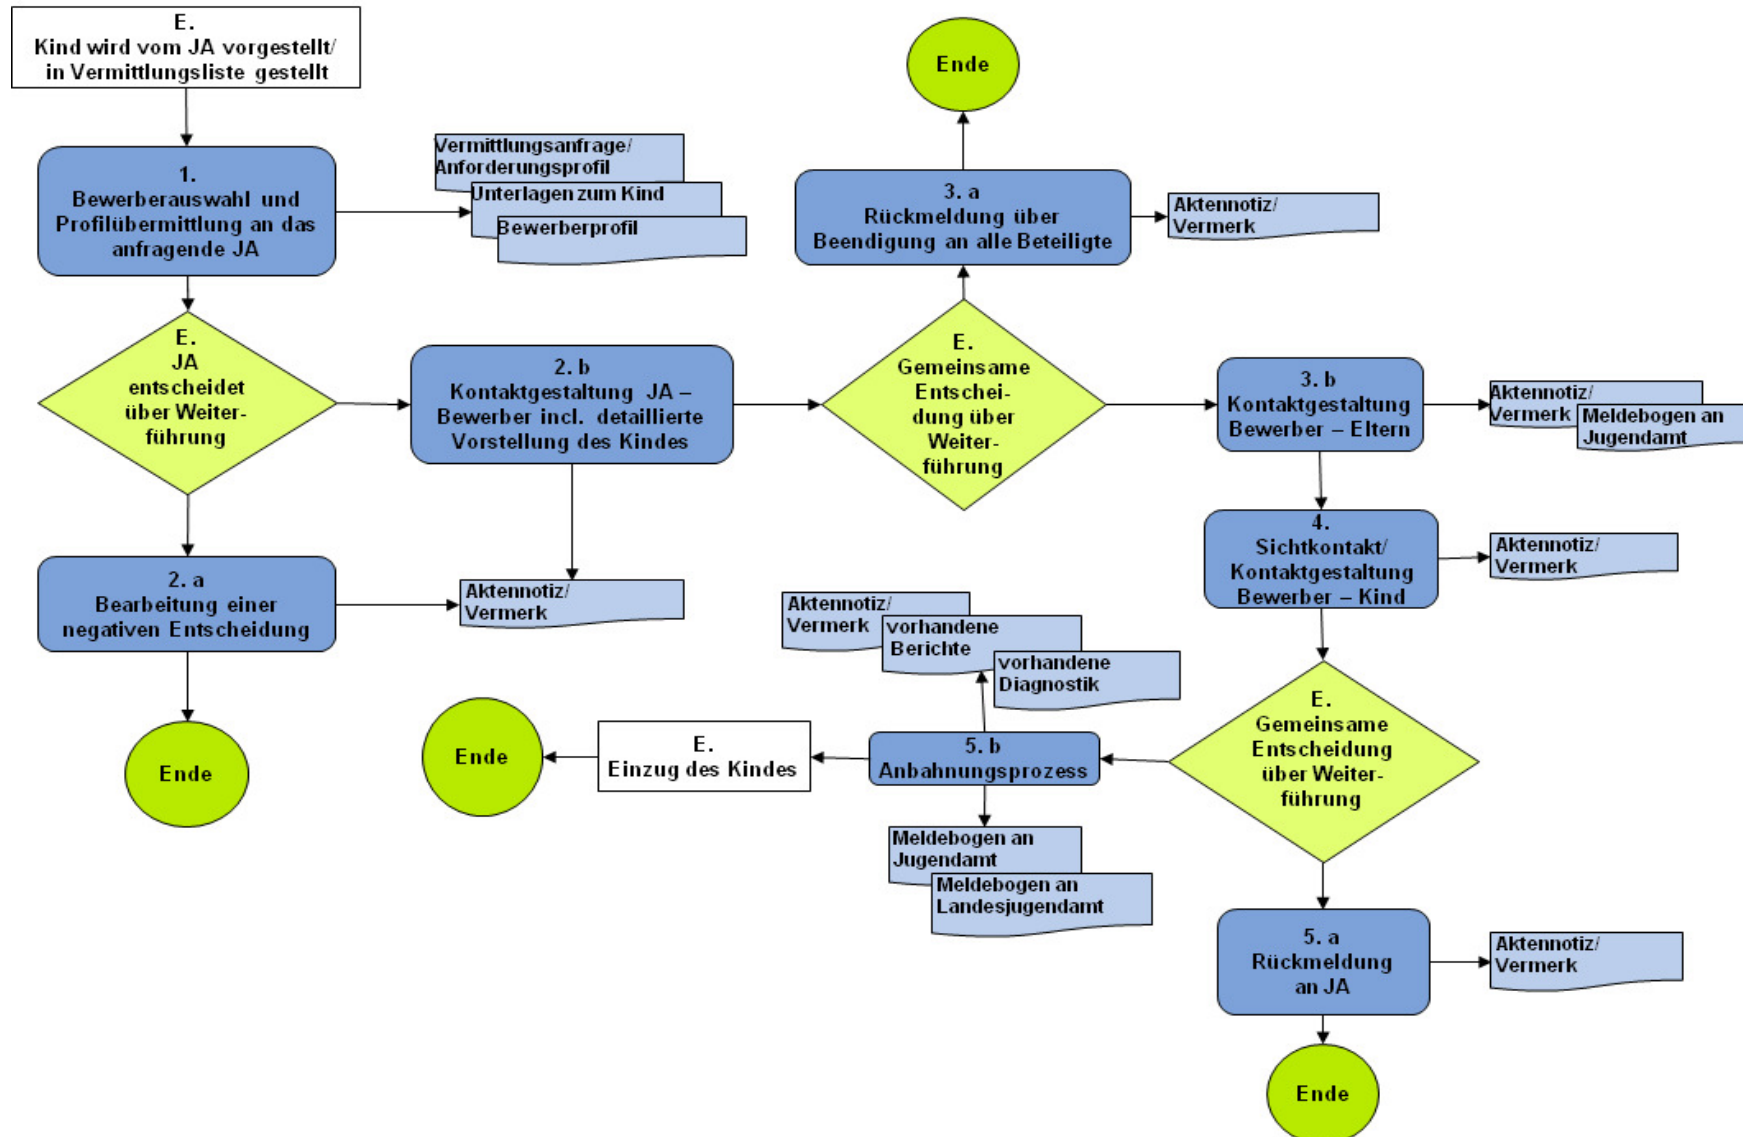 E.
Kind wird vom JA vorgestellt/
in Vermittlungsliste gestellt
1.
Bewerberauswahl und
Profilübermittlung an das
anfragende JA
Vermittlungsanfrage/
Anforderungsprofil
Unterlagen zum Kind
Bewerberprofil
E.
JA
entscheidet
über Weiter-
führung
2. a
Bearbeitung einer
negativen Entscheidung
Ende
2. b
Kontaktgestaltung JA –
Bewerber incl. detaillierte
Vorstellung des Kindes
Aktennotiz/
Vermerk
E.
Gemeinsame
Entschei-
dung über
Weiter-
führung
3. a
Rückmeldung über
Beendigung an alle Beteiligte
Aktennotiz/
Vermerk
Ende
3. b
Kontaktgestaltung
Bewerber – Eltern
Aktennotiz/
Vermerk
Meldebogen an
Jugendamt
4.
Sichtkontakt/
Kontaktgestaltung
Bewerber – Kind
Aktennotiz/
Vermerk
E.
Gemeinsame
Entscheidung
über Weiter-
führung
5. b
Anbahnungsprozess
Aktennotiz/
Vermerk
vorhandene
Berichte
vorhandene
Diagnostik
Meldebogen an
Jugendamt
Meldebogen an
Landesjugendamt
E.
Einzug des Kindes
Ende
5. a
Rückmeldung
an JA
Aktennotiz/
Vermerk
Ende